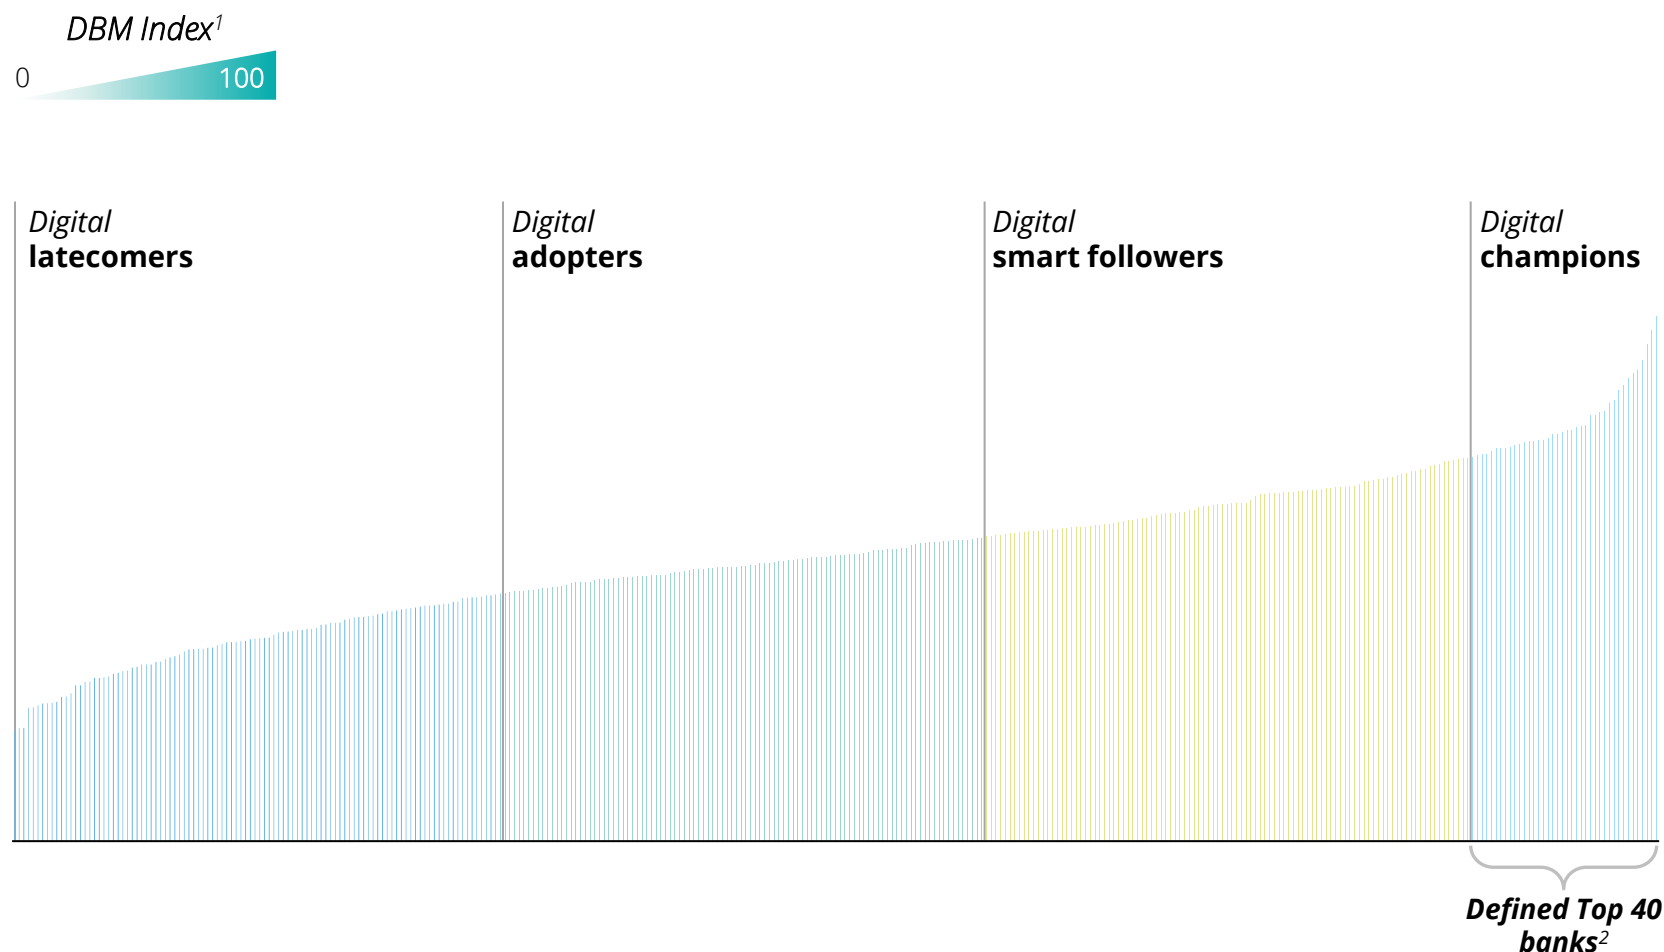 DBM Index¹
0 100
Digital
latecomers
Digital
adopters
Digital
smart followers
Digital
champions
Defined Top 40
banks²